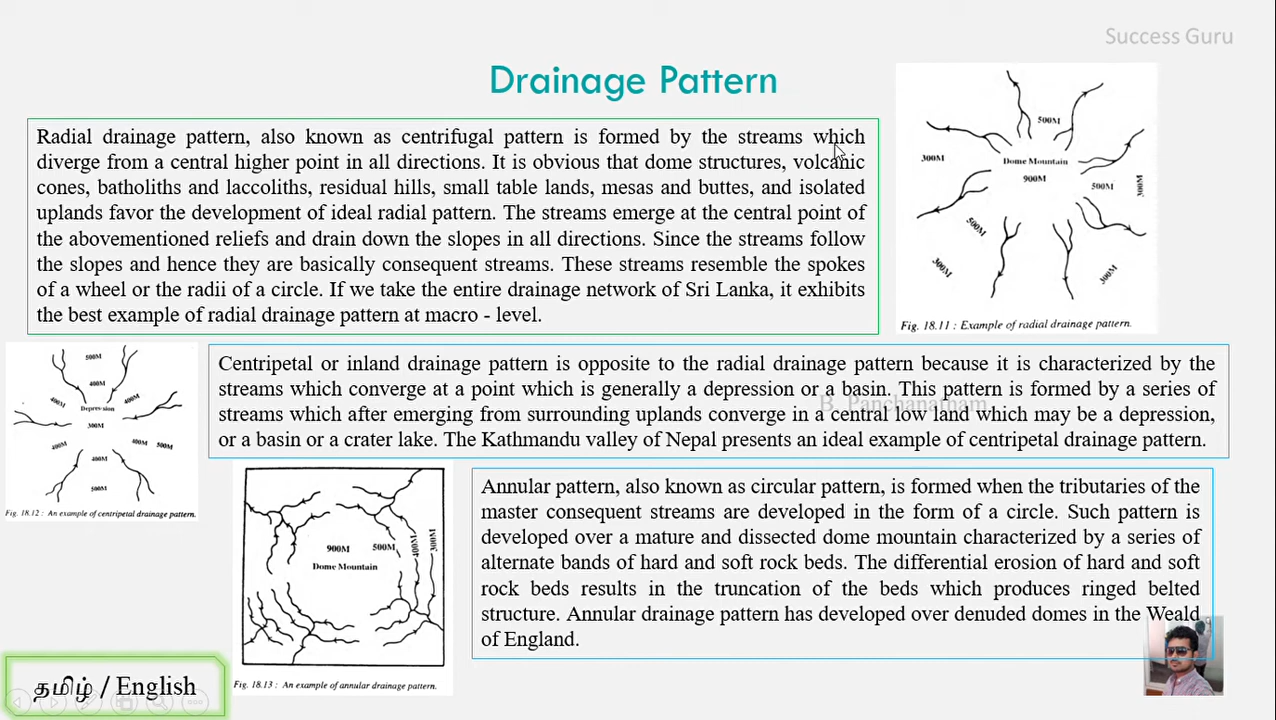 Success Guru
Drainage Pattern
Radial drainage pattern, also known as centrifugal pattern is formed by the streams which
diverge from a central higher point in all directions. It is obvious that dome structures, volcanic
cones, batholiths and laccoliths, residual hills, small table lands, mesas and buttes, and isolated
uplands favor the development of ideal radial pattern. The streams emerge at the central point of
the abovementioned reliefs and drain down the slopes in all directions. Since the streams follow
the slopes and hence they are basically consequent streams. These streams resemble the spokes
of a wheel or the radii of a circle. If we take the entire drainage network of Sri Lanka, it exhibits
the best example of radial drainage pattern at macro - level.
500M
300M
Dome Mountain
900M
500M
300M
500M
300M
300M
Fig. 18.11 : Example of radial drainage pattern.
500M
400M
400M
400M
Depression
300M
400M
400M
500M
400M
500M
Fig. 18.12 : An example of centripetal drainage pattern.
Centripetal or inland drainage pattern is opposite to the radial drainage pattern because it is characterized by the
streams which converge at a point which is generally a depression or a basin. This pattern is formed by a series of
streams which after emerging from surrounding uplands converge in a central low land which may be a depression,
or a basin or a crater lake. The Kathmandu valley of Nepal presents an ideal example of centripetal drainage pattern.
B. Panchanatham
900M
500M
400M
300M
Dome Mountain
Fig. 18.13 : An example of annular drainage pattern.
Annular pattern, also known as circular pattern, is formed when the tributaries of the
master consequent streams are developed in the form of a circle. Such pattern is
developed over a mature and dissected dome mountain characterized by a series of
alternate bands of hard and soft rock beds. The differential erosion of hard and soft
rock beds results in the truncation of the beds which produces ringed belted
structure. Annular drainage pattern has developed over denuded domes in the Weald
of England.
தமிழ் / English